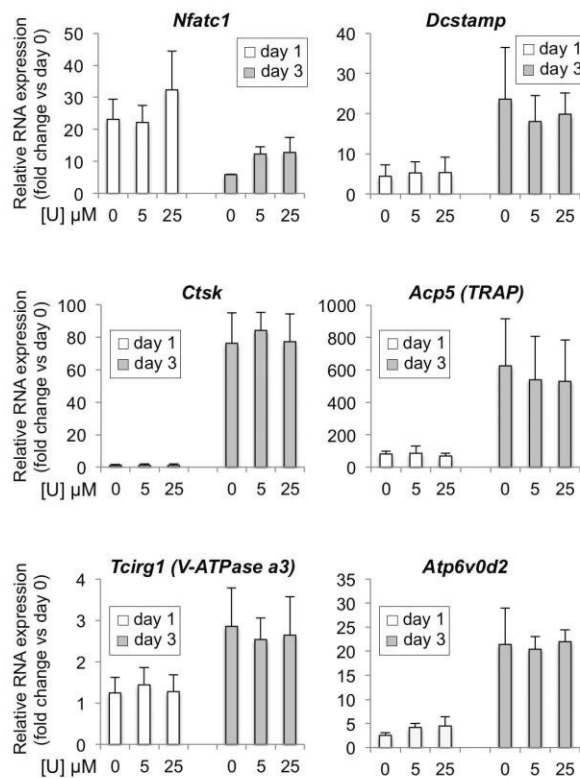 Nfatc1
Relative RNA expression
(fold change vs day 0)
50
40
30
20
10
0
day 1
day 3
[U] µM
0 5 25 0 5 25
Dcstamp
40
30
20
10
0
day 1
day 3
0 5 25 0 5 25
Ctsk
Relative RNA expression
(fold change vs day 0)
100
80
60
40
20
0
day 1
day 3
[U] µM
0 5 25 0 5 25
Acp5 (TRAP)
1000
800
600
400
200
0
day 1
day 3
0 5 25 0 5 25
Tcirg1 (V-ATPase a3)
Relative RNA expression
(fold change vs day 0)
4
3
2
1
0
day 1
day 3
[U] µM
0 5 25 0 5 25
Atp6v0d2
35
30
25
20
15
10
5
0
day 1
day 3
0 5 25 0 5 25